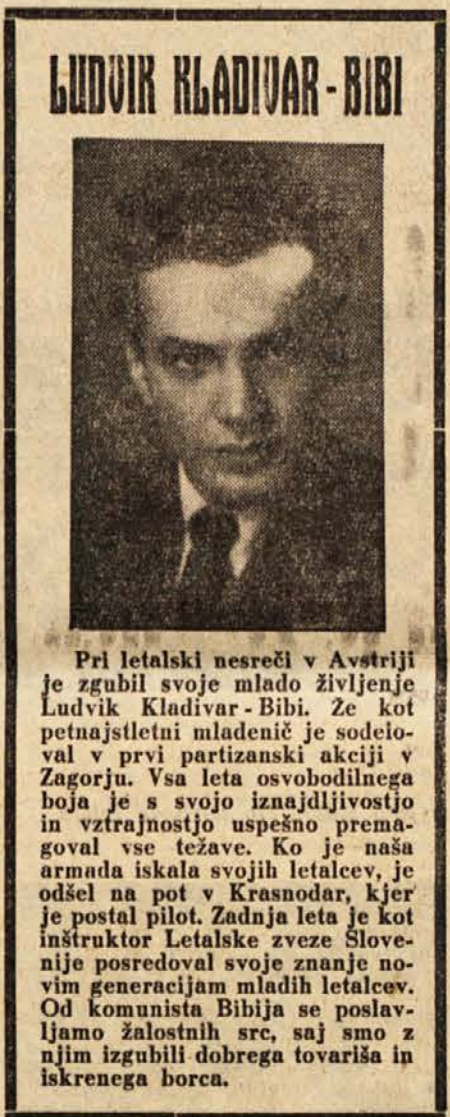 LUDVIK KLADIVAR - BIBI
Pri letalski nesreči v Avstriji
je zgubil svoje mlado življenje
Ludvik Kladivar - Bibi. Že kot
petnajstletni mladenič je sodelo-
val v prvi partizanski akciji v
Zagorju. Vsa leta osvobodilnega
boja je s svojo iznajdljivostjo
in vztrajnostjo uspešno prema-
goval vse težave. Ko je naša
armada iskala svojih letalcev, je
odšel na pot v Krasnodar, kjer
je postal pilot. Zadnja leta je kot
inštruktor Letalske zveze Slove-
nije posredoval svoje znanje no-
vim generacijam mladih letalcev.
Od komunista Bibija se poslav-
ljamo žalostnih src, saj smo z
njim izgubili dobrega tovariša in
iskrenega borca.